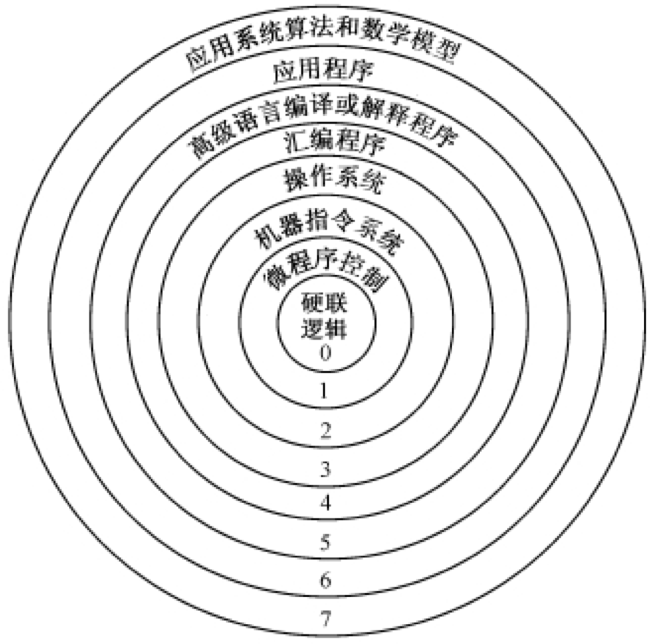 应用系统算法和数学模型
应用程序
高级语言编译或解释程序
汇编程序
操作系统
机器指令系统
微程序控制
硬联
逻辑
0
1
2
3
4
5
6
7